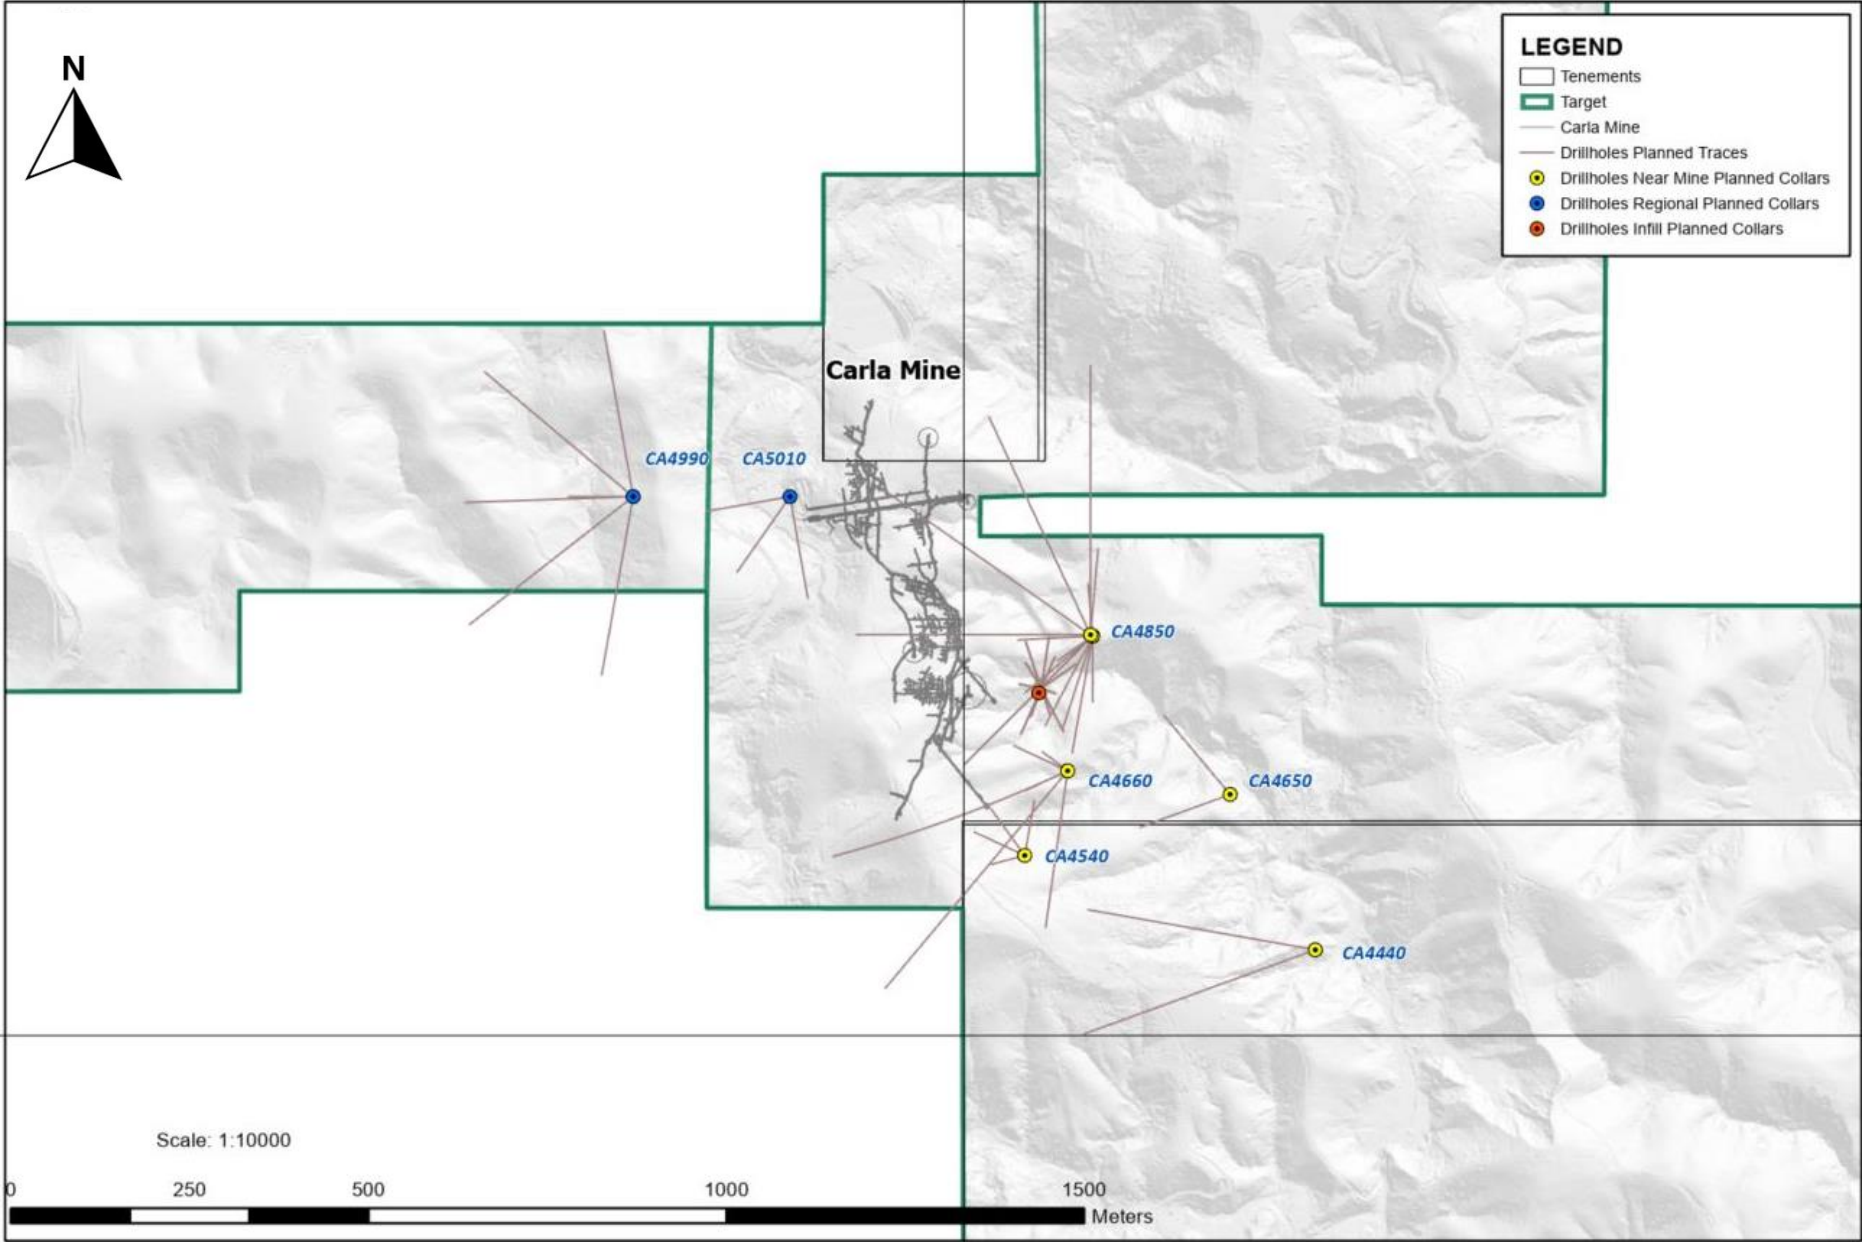 N
LEGEND
Tenements
Target
Carla Mine
Drillholes Planned Traces
Drillholes Near Mine Planned Collars
Drillholes Regional Planned Collars
Drillholes Infill Planned Collars
Carla Mine
CA4990
CA5010
CA4850
CA4660
CA4650
CA4540
CA4440
Scale: 1:10000
0 250 500 1000 1500
Meters